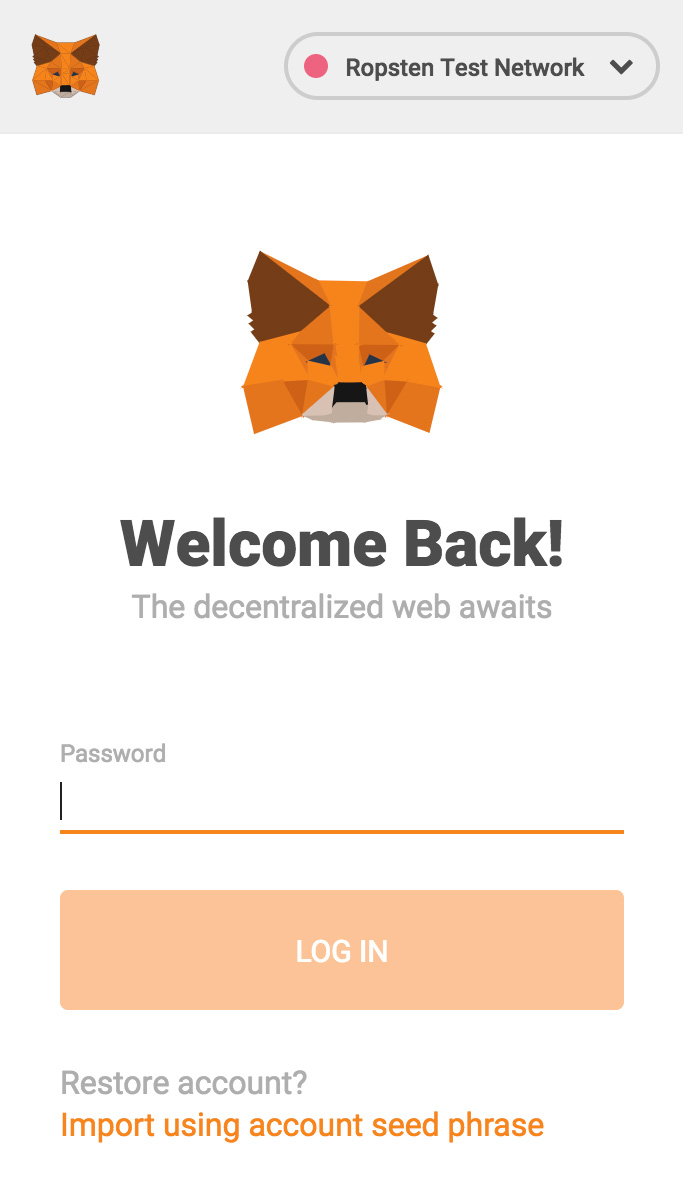 Ropsten Test Network
Welcome Back!
The decentralized web awaits
Password
LOG IN
Restore account?
Import using account seed phrase